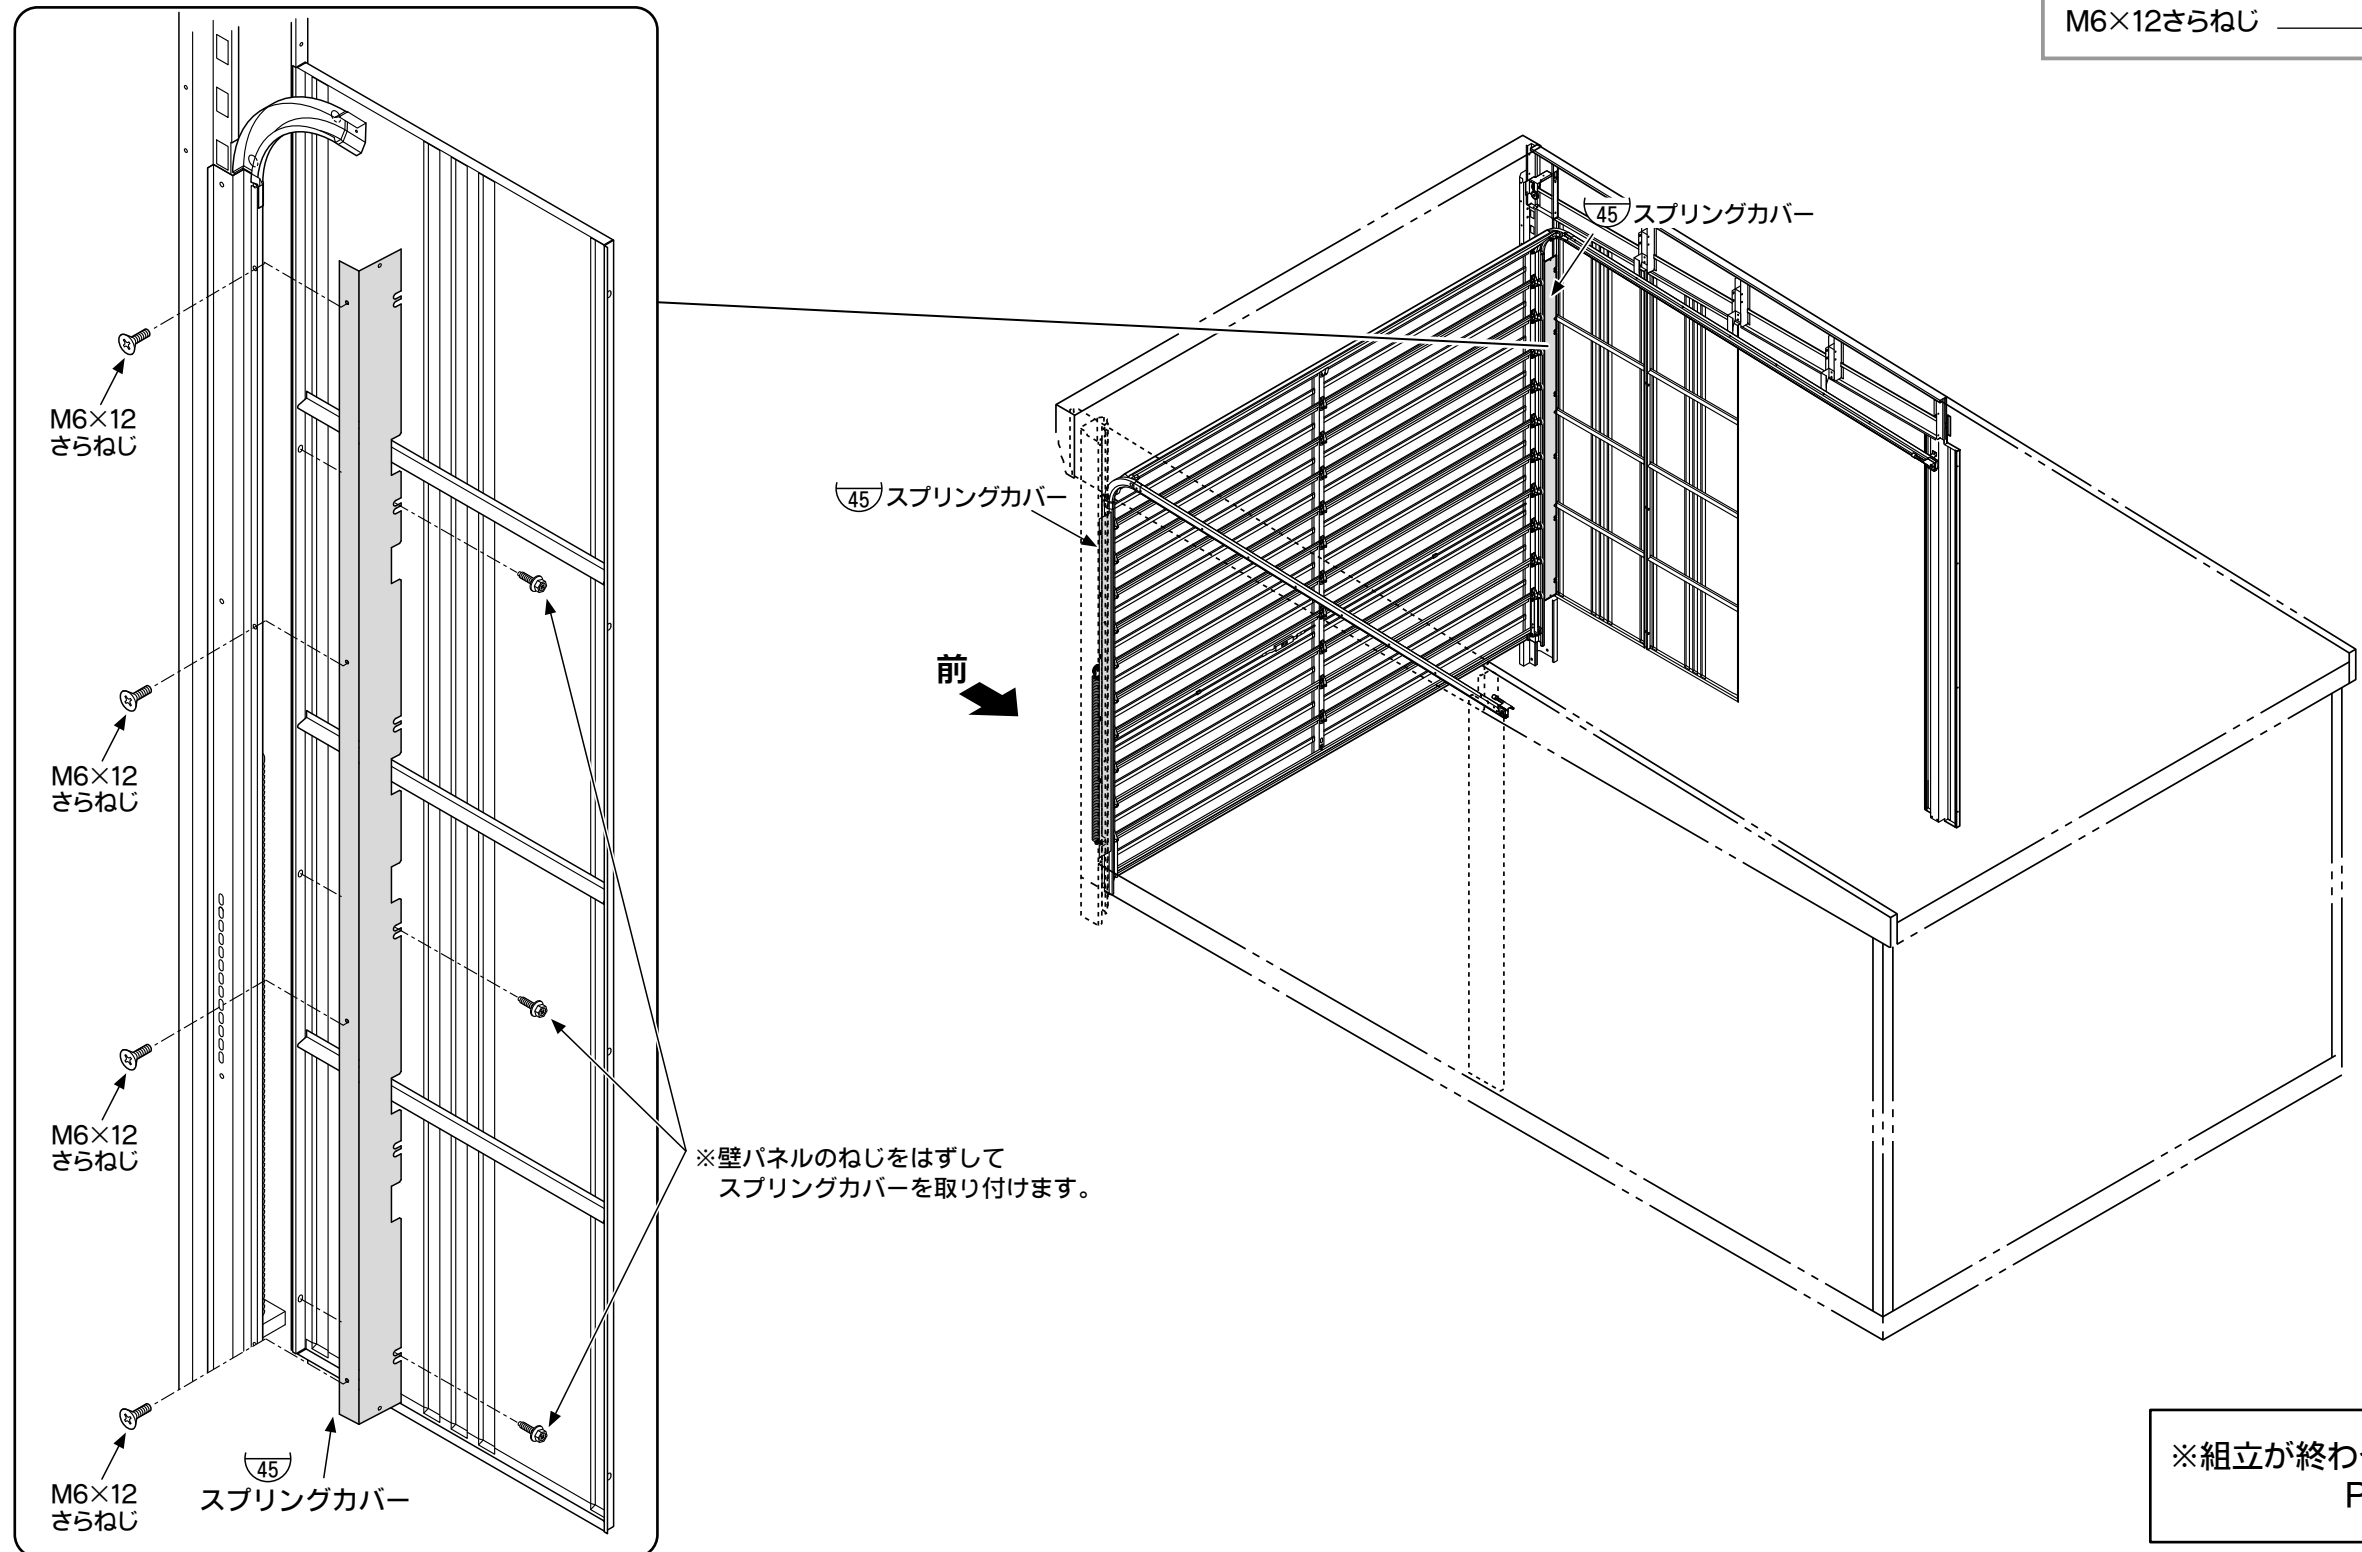 M6×12さらねじ
45 スプリングカバー
M6×12
さらねじ
45 スプリングカバー
前
M6×12
さらねじ
M6×12
さらねじ
※壁パネルのねじをはずして
スプリングカバーを取り付けます。
M6×12
さらねじ
45
スプリングカバー
※組立が終わ
P